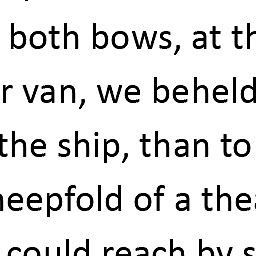 both bows, at th
r van, we beheld
the ship, than to
heepfold of a thea
could reach by s